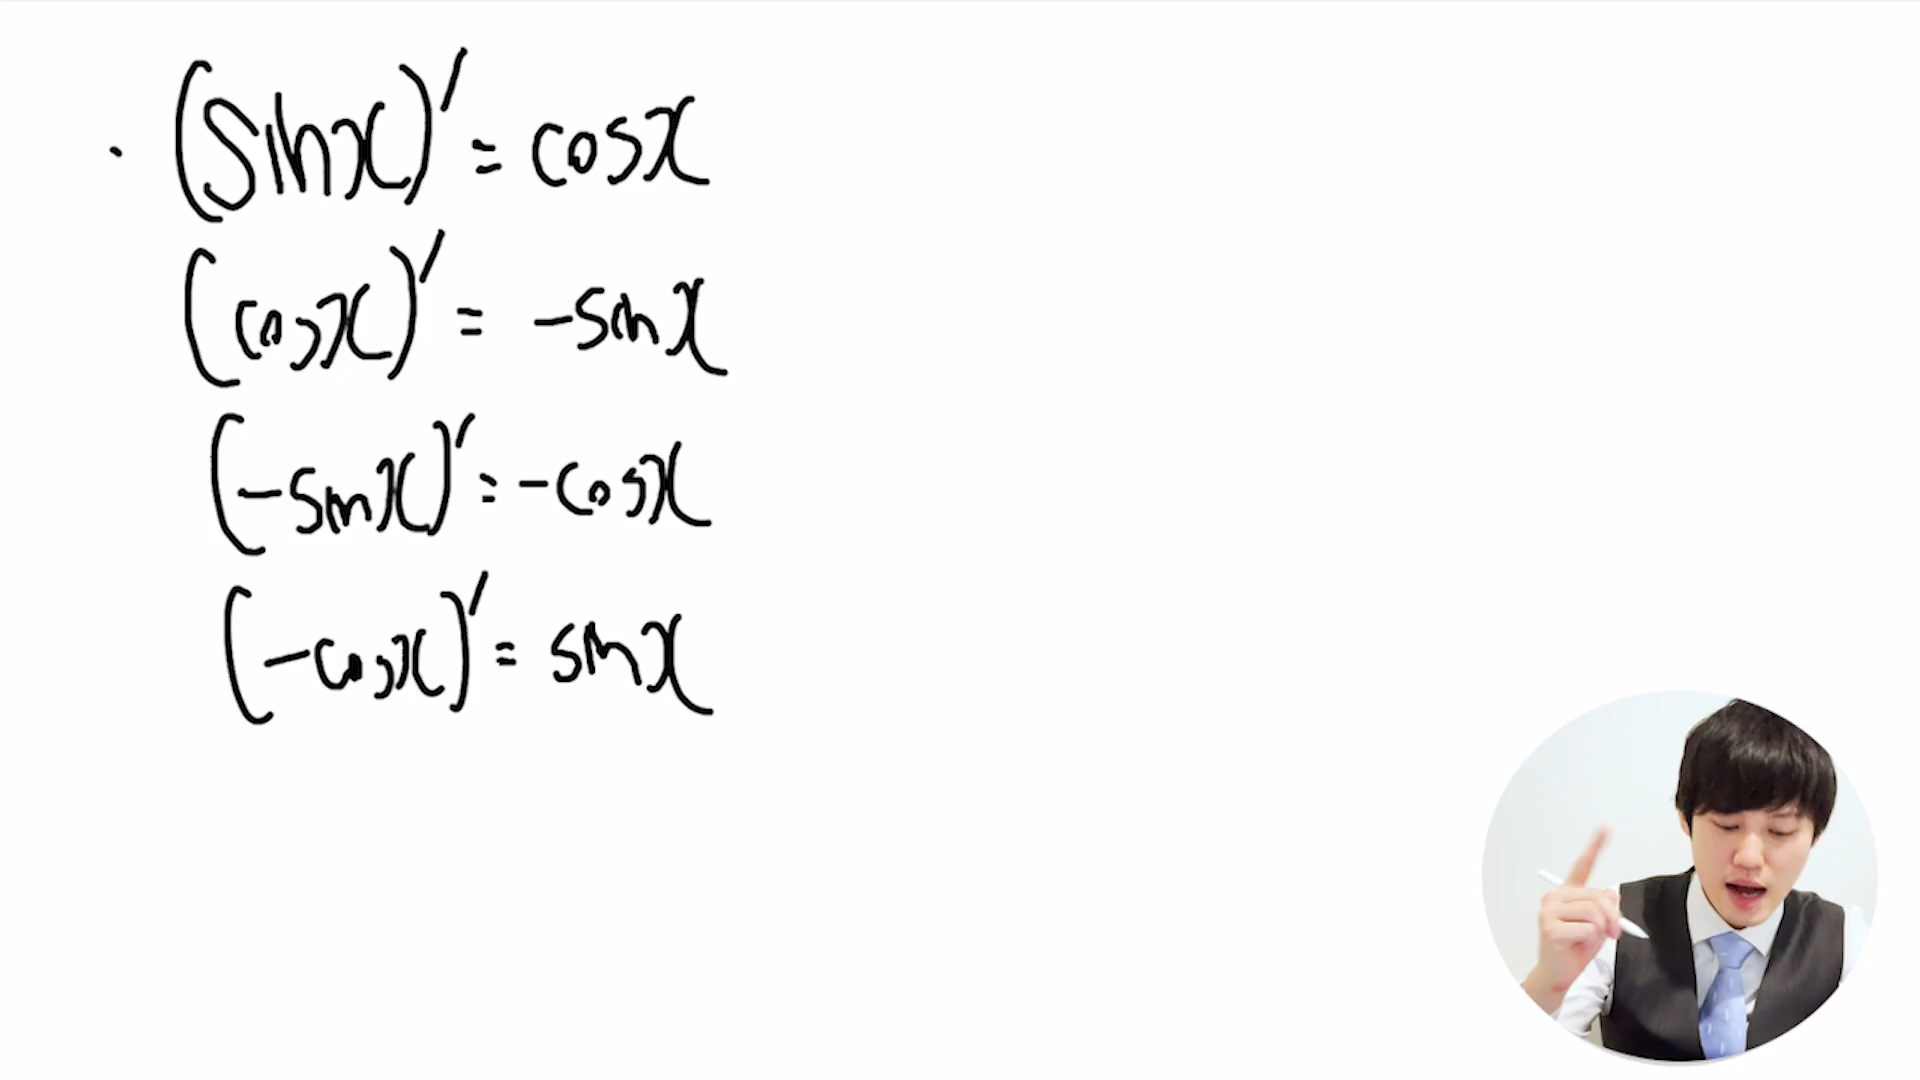 · (sinx)' = cosx
(cosx)' = -sinx
(-sinx)' = -cosx
(-cosx)' = sinx